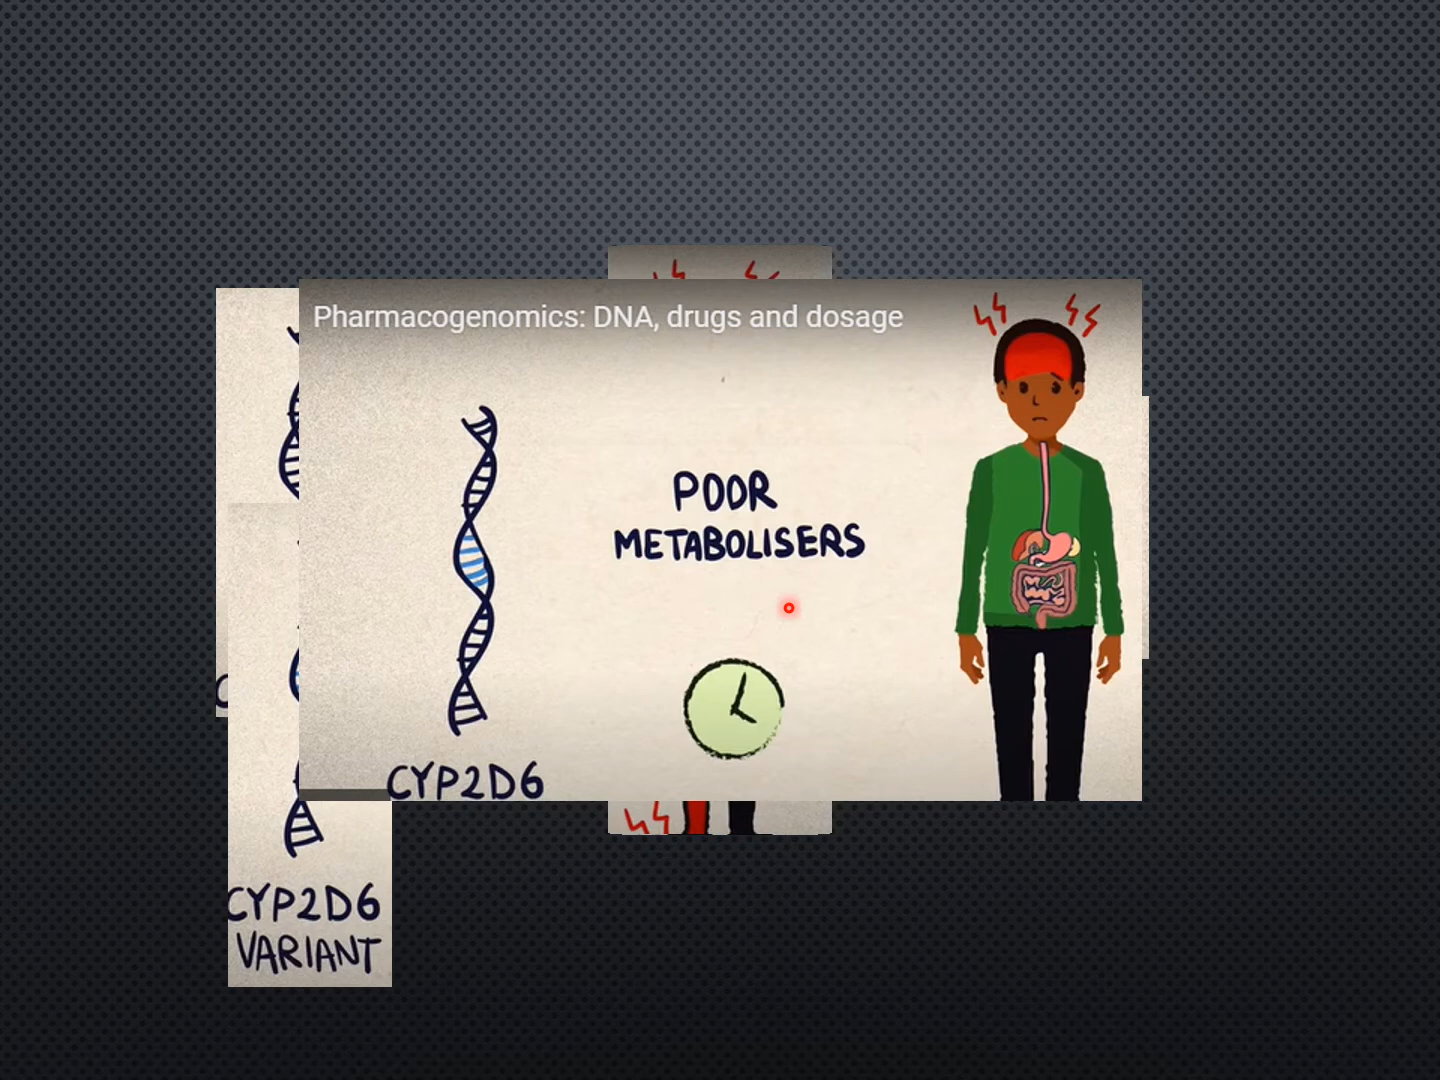 Pharmacogenomics: DNA, drugs and dosage
POOR
METABOLISERS
CYP2D6
CYP2D6
VARIANT